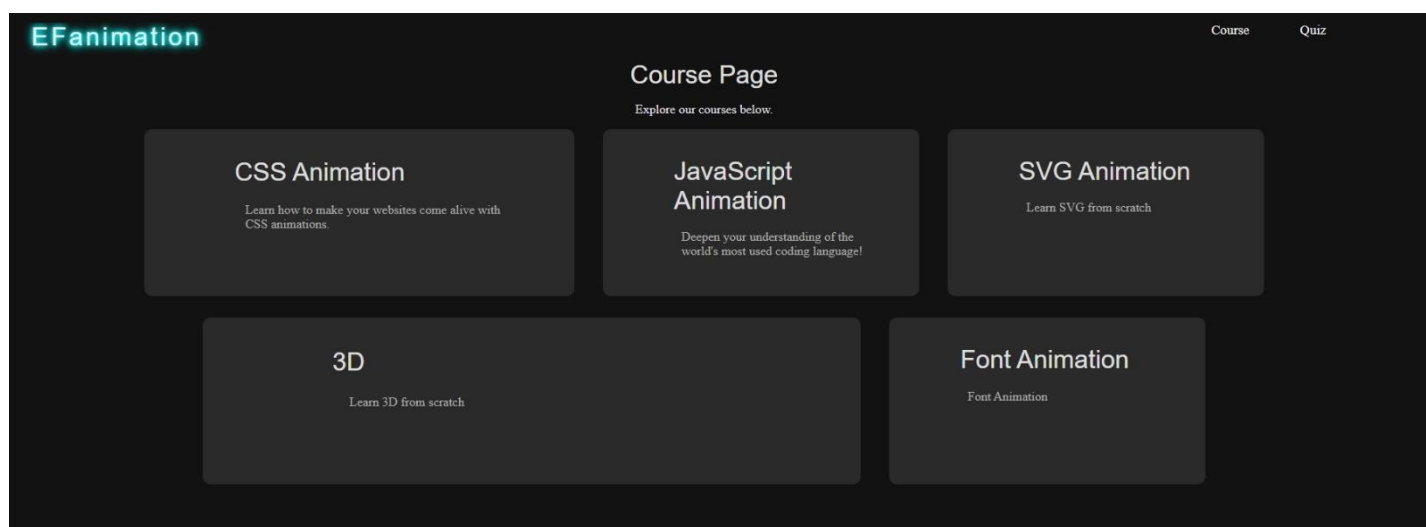 EFanimation
Course
Quiz
Course Page
Explore our courses below.
CSS Animation
Learn how to make your websites come alive with
CSS animations.
JavaScript
Animation
Deepen your understanding of the
world's most used coding language!
SVG Animation
Learn SVG from scratch
3D
Learn 3D from scratch
Font Animation
Font Animation